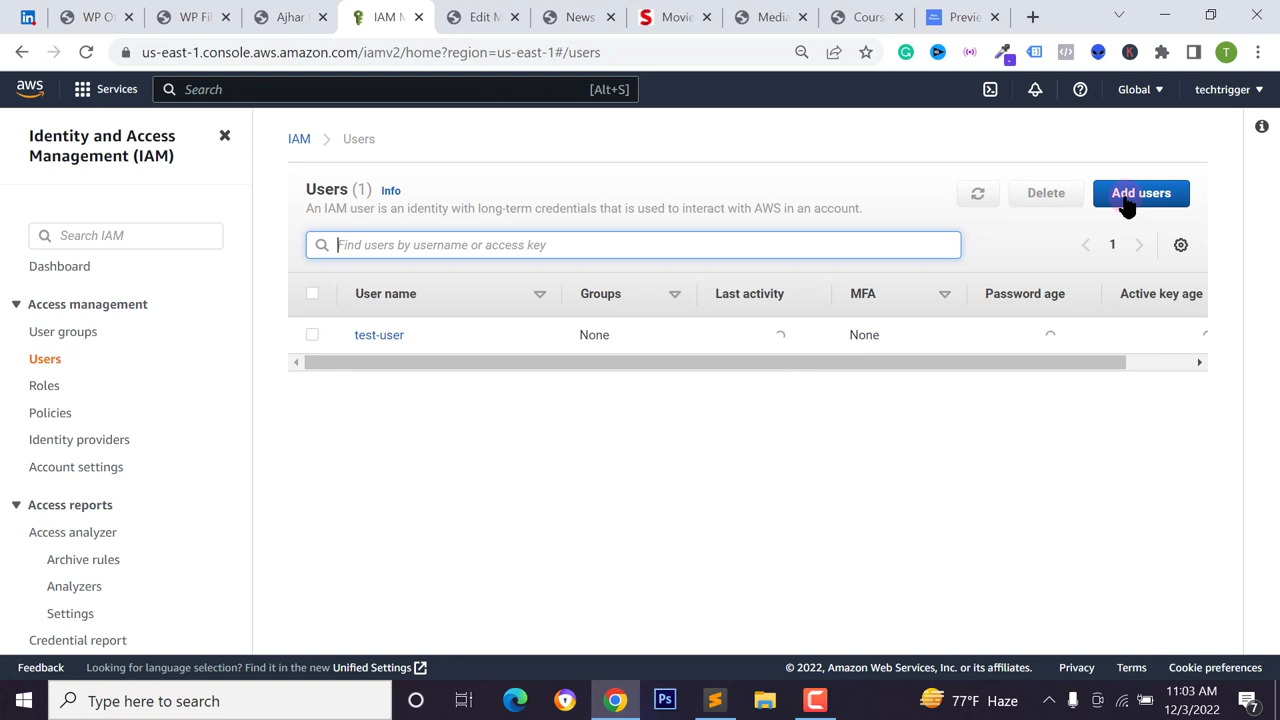 WP O
WP Fil
Ajhar
IAM M
Edit M
News
Movie
Media
Cours
Previe
us-east-1.console.aws.amazon.com/iamv2/home?region=us-east-1#/users
T
aws
Services
Search
[Alt+S]
Global
techtrigger
Identity and Access
Management (IAM)
Search IAM
Dashboard
Access management
User groups
Users
Roles
Policies
Identity providers
Account settings
Access reports
Access analyzer
Archive rules
Analyzers
Settings
Credential report
IAM
Users
Users (1) Info
An IAM user is an identity with long-term credentials that is used to interact with AWS in an account.
Delete
Add users
Find users by username or access key
1
User name
Groups
Last activity
MFA
Password age
Active key age
test-user
None
None
Feedback
Looking for language selection? Find it in the new Unified Settings
© 2022, Amazon Web Services, Inc. or its affiliates.
Privacy
Terms
Cookie preferences
Type here to search
Ps
77°F Haze
11:03 AM
12/3/2022
7